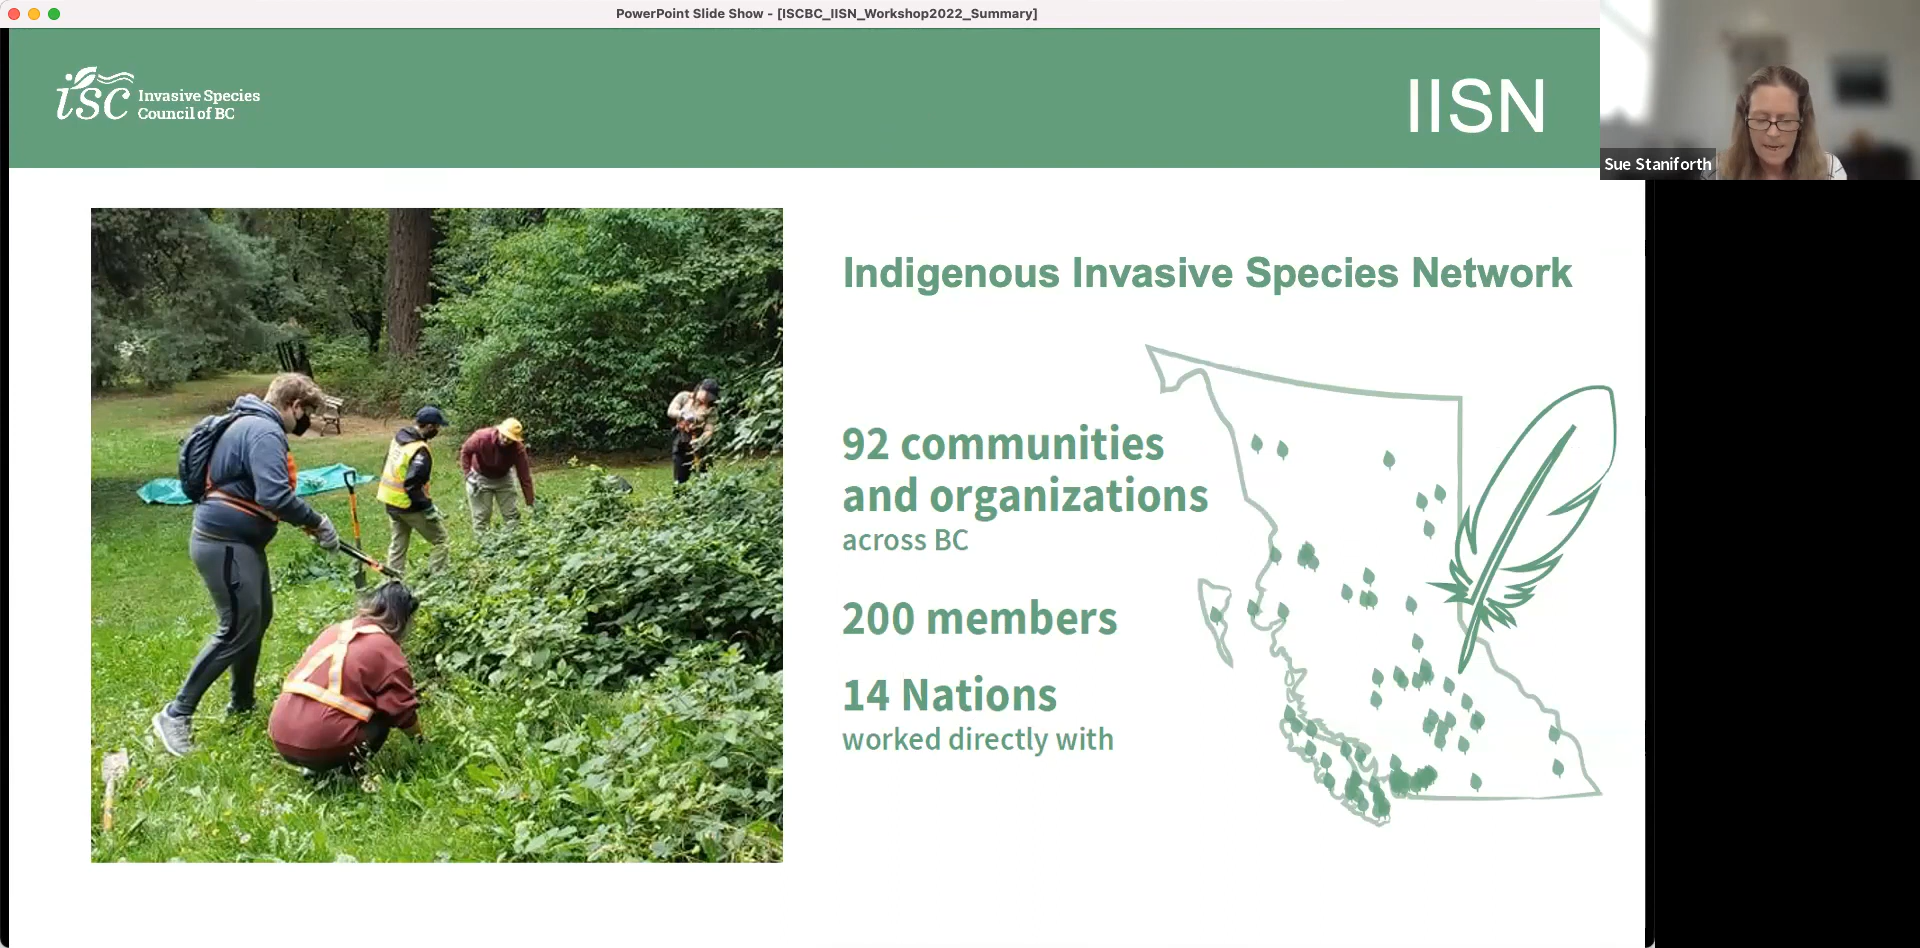 PowerPoint Slide Show - [ISCBC_IISN_Workshop2022_Summary]
isc Invasive Species
Council of BC
IISN
Sue Staniforth
Indigenous Invasive Species Network
92 communities
and organizations
across BC
200 members
14 Nations
worked directly with